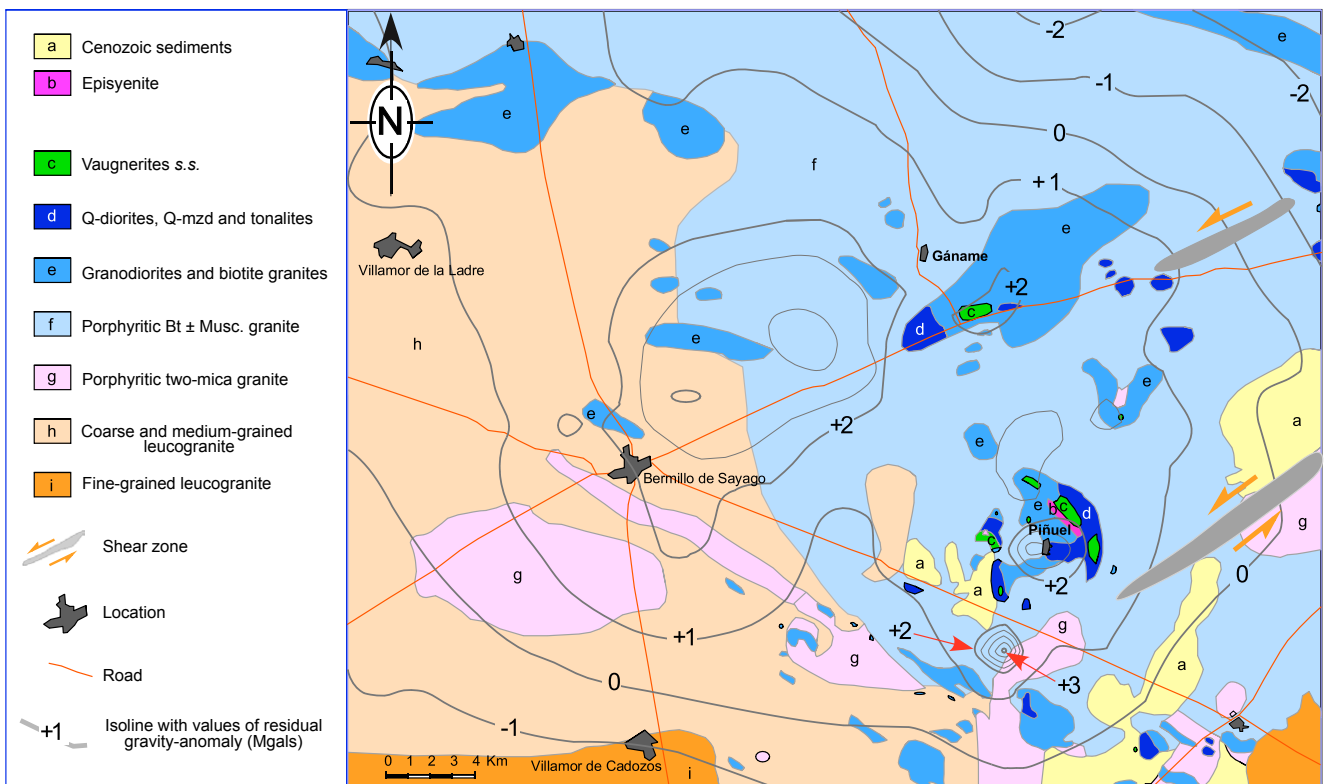 a Cenozoic sediments
b Episyenite
c Vaugnerites s.s.
d Q-diorites, Q-mzd and tonalites
e Granodiorites and biotite granites
f Porphyritic Bt ± Musc. granite
g Porphyritic two-mica granite
h Coarse and medium-grained
leucogranite
i Fine-grained leucogranite
Shear zone
Location
Road
+1 Isoline with values of residual
gravity-anomaly (Mgals)
-2
e
-1
-2
N
e
e
0
f
+1
e
Villamor de la Ladre
Gáname
+2
c
d
e
h
e
e
+2
a
e
Bermillo de Sayago
e
b
c
d
g
Piñuel
c
a
g
+2
0
a
+2
g
+1
g
a
0
+3
-1
0 1 2 3 4 Km
Villamor de Cadozos
i